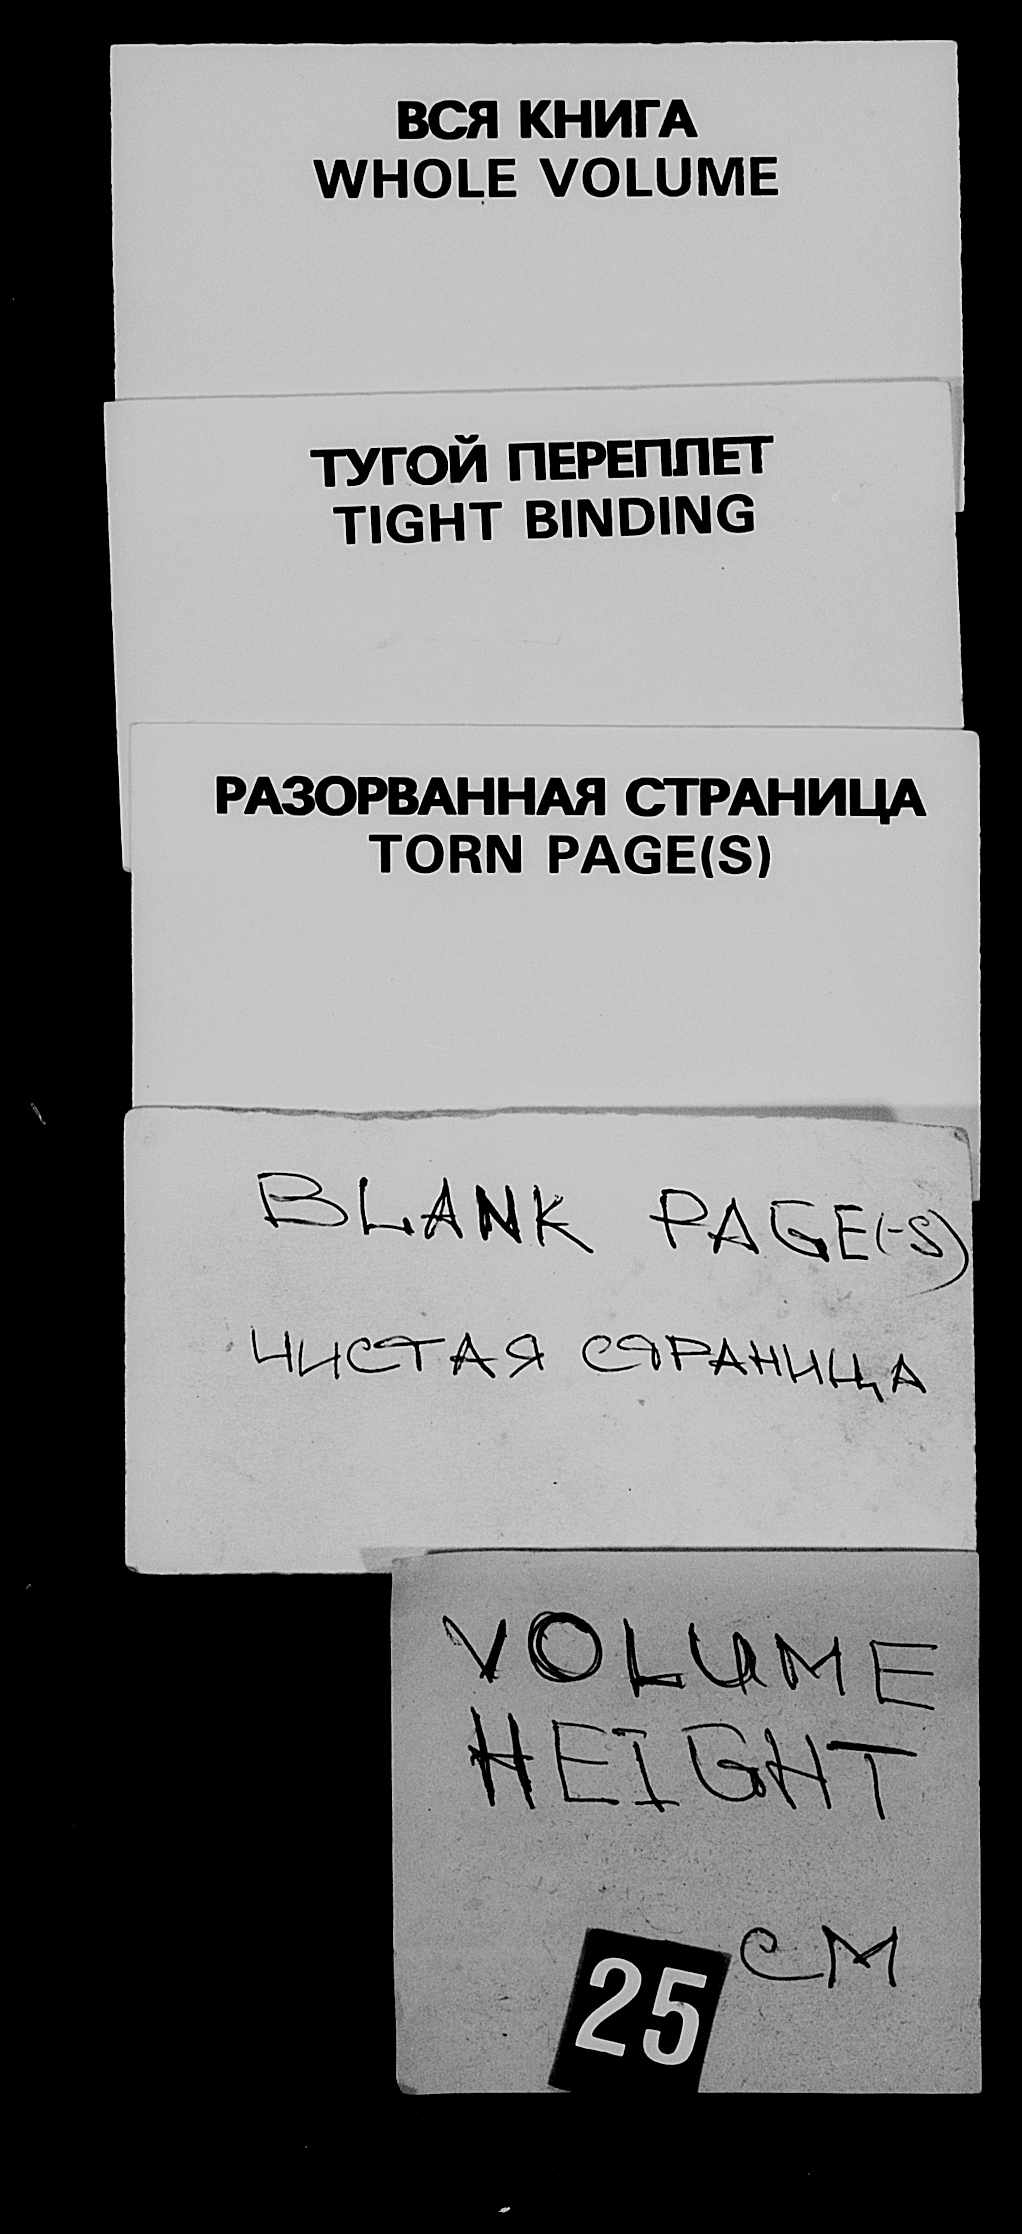 ВСЯ КНИГА
WHOLE VOLUME
ТУГОЙ ПЕРЕПЛЕТ
TIGHT BINDING
РАЗОРВАННАЯ СТРАНИЦА
TORN PAGE(S)
BLANK PAGE(-S)
ЧИСТАЯ СТРАНИЦА
VOLUME
HEIGHT
25 CM